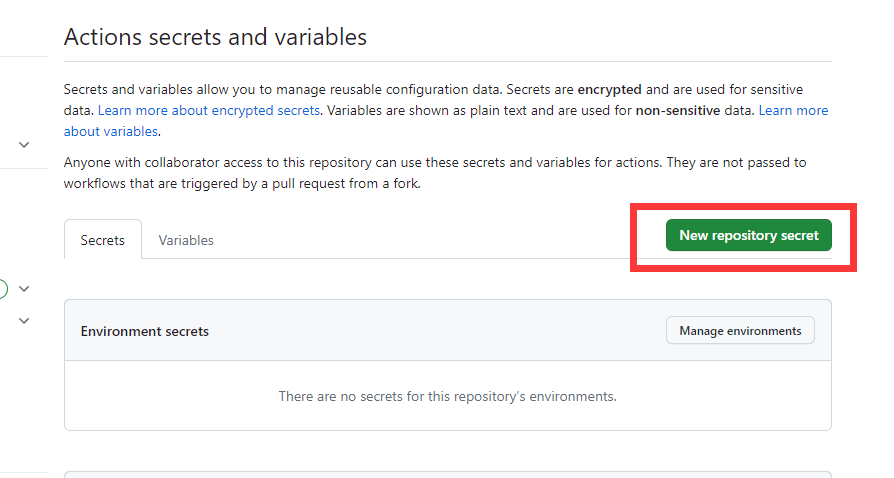 Actions secrets and variables
Secrets and variables allow you to manage reusable configuration data. Secrets are encrypted and are used for sensitive
data. Learn more about encrypted secrets. Variables are shown as plain text and are used for non-sensitive data. Learn more
about variables.
Anyone with collaborator access to this repository can use these secrets and variables for actions. They are not passed to
workflows that are triggered by a pull request from a fork.
Secrets
Variables
New repository secret
Environment secrets
Manage environments
There are no secrets for this repository's environments.